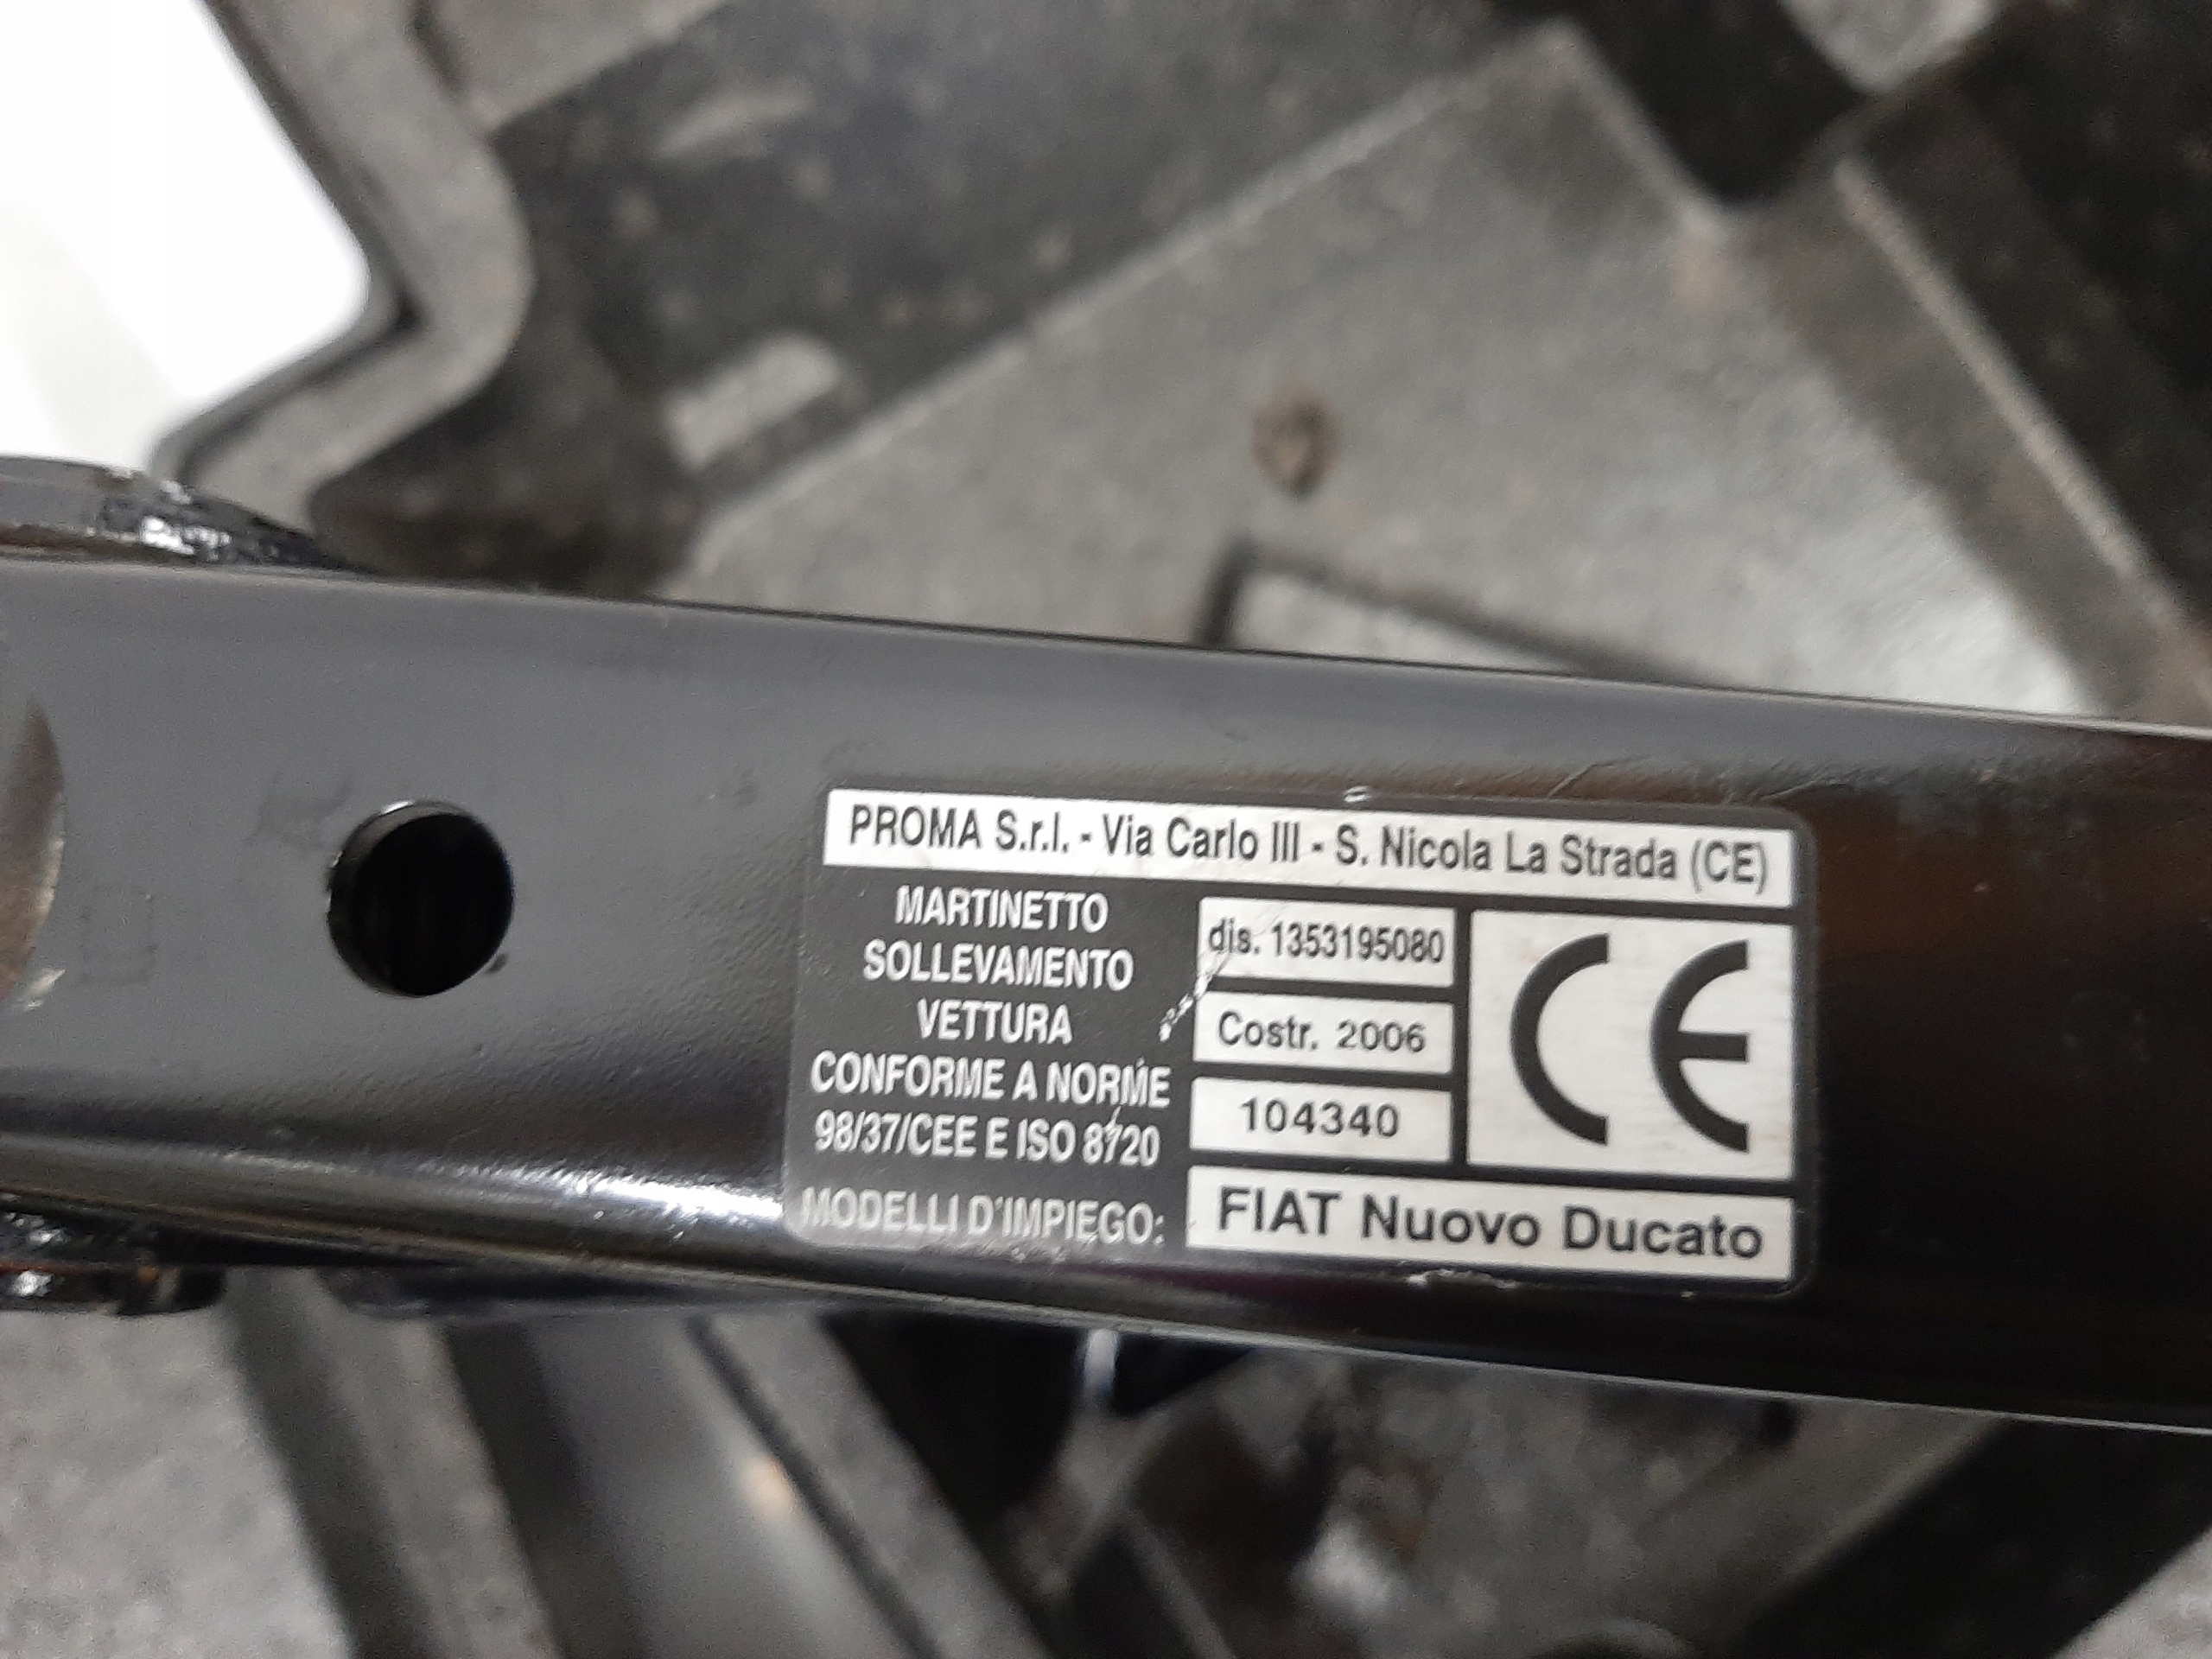 PROMA S.r.l. - Via Carlo III - S. Nicola La Strada (CE)
MARTINETTO
SOLLEVAMENTO
VETTURA
CONFORME A NORME
98/37/CEE E ISO 8720
dis. 1353195080
Costr. 2006
104340
CE
MODELLI D'IMPIEGO: FIAT Nuovo Ducato